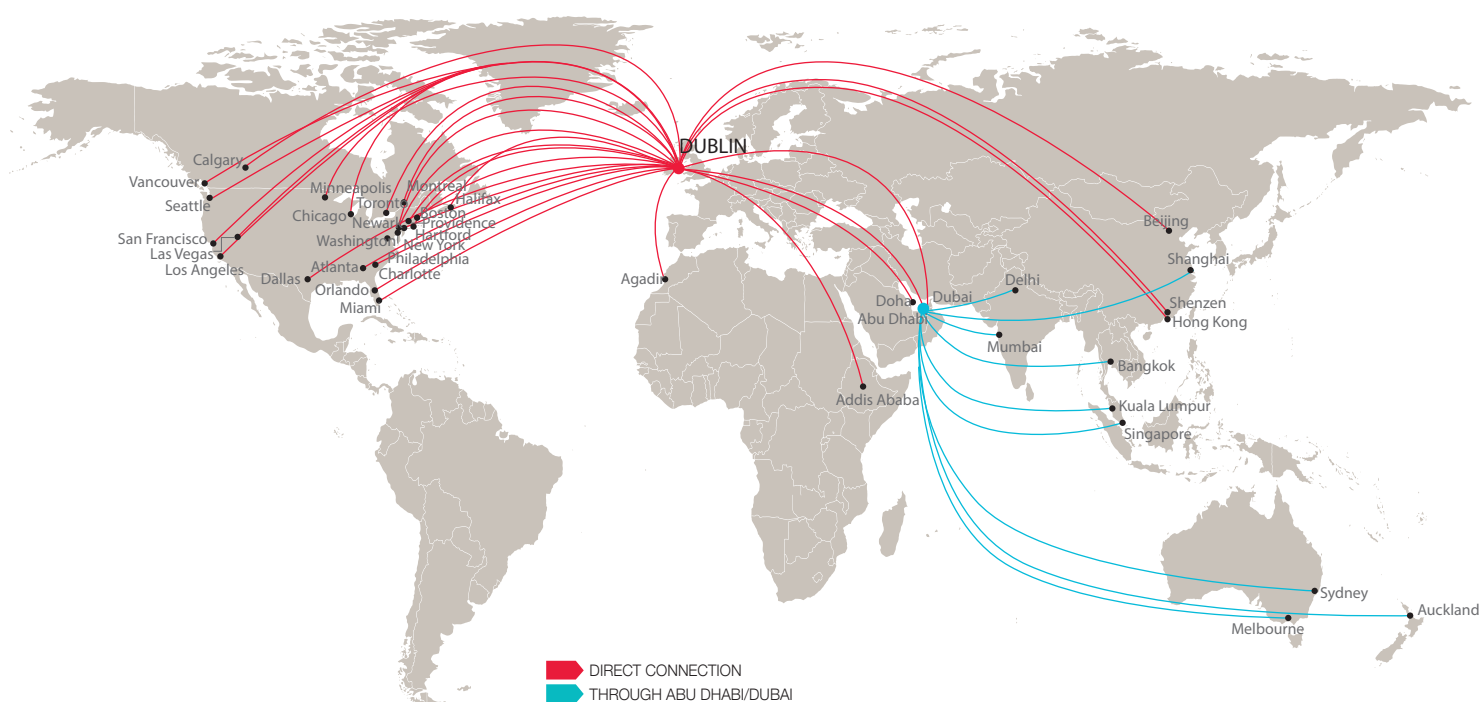 DUBLIN
Calgary
Vancouver
Seattle
Minneapolis
Montreal
Toronto
Halifax
Chicago
Newark
Boston
Providence
Hartford
Washington
New York
San Francisco
Las Vegas
Los Angeles
Philadelphia
Atlanta
Charlotte
Dallas
Orlando
Miami
Agadir
Doha
Dubai
Abu Dhabi
Addis Ababa
Delhi
Mumbai
Beijing
Shanghai
Shenzen
Hong Kong
Bangkok
Kuala Lumpur
Singapore
Sydney
Auckland
Melbourne
DIRECT CONNECTION
THROUGH ABU DHABI/DUBAI